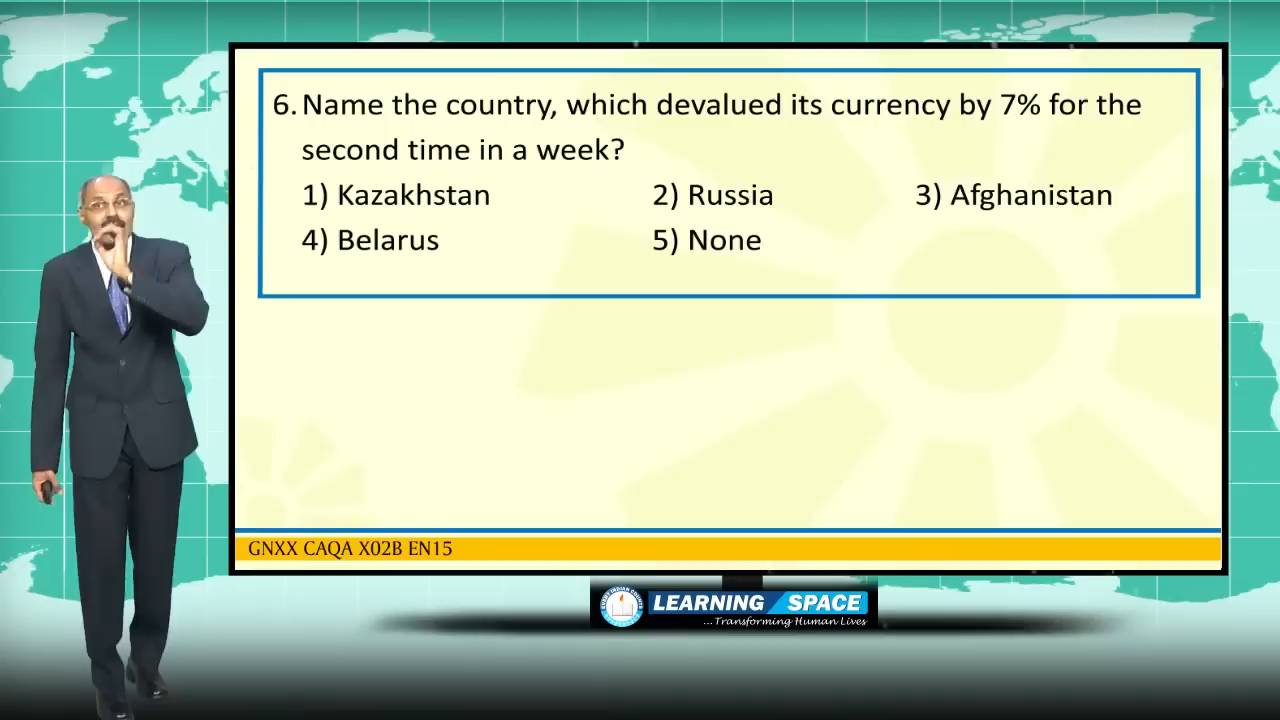 6. Name the country, which devalued its currency by 7% for the
second time in a week?
1) Kazakhstan 2) Russia 3) Afghanistan
4) Belarus 5) None
GNXX CAQA X02B EN15
LEARNING SPACE
...Transforming Human Lives